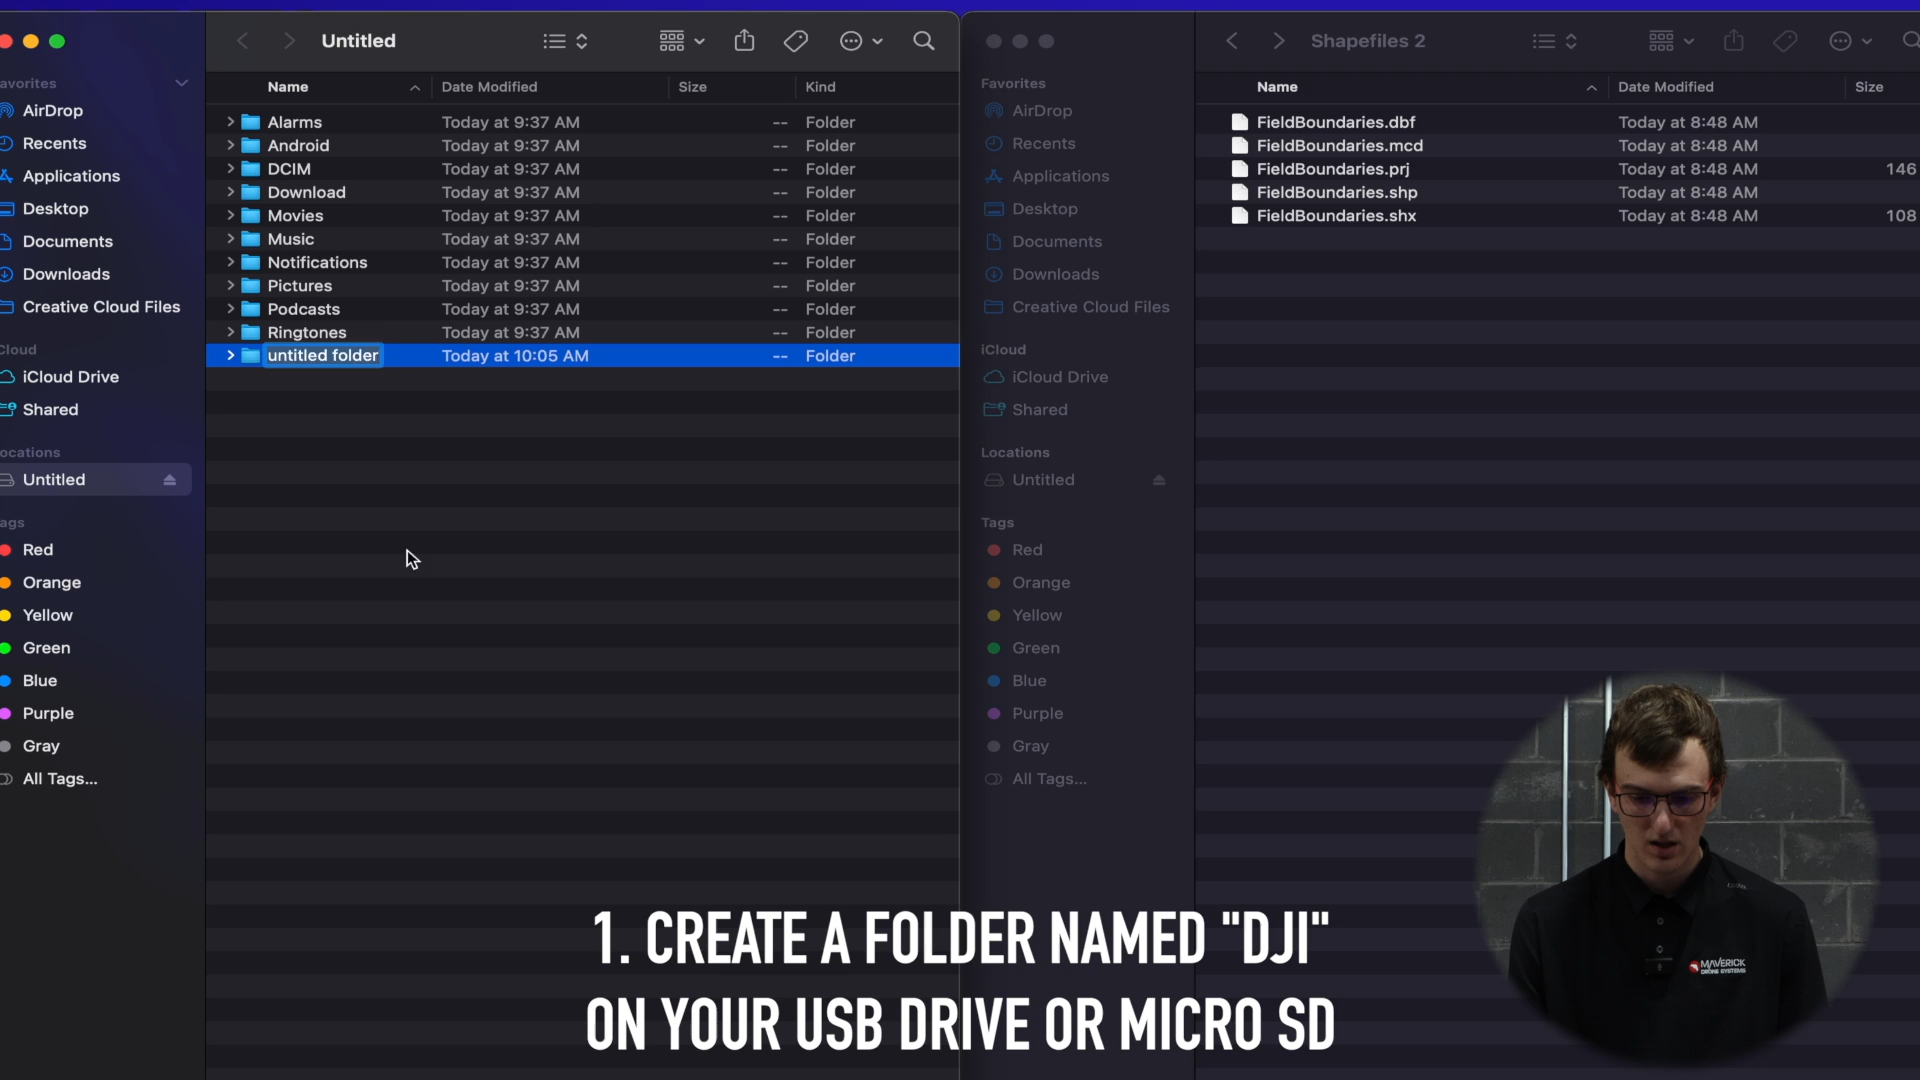 Untitled
Name
Date Modified
Size
Kind
avorites
AirDrop
Recents
Applications
Desktop
Documents
Downloads
Creative Cloud Files
Cloud
iCloud Drive
Shared
ocations
Untitled
ags
Red
Orange
Yellow
Green
Blue
Purple
Gray
All Tags...
Alarms Today at 9:37 AM -- Folder
Android Today at 9:37 AM -- Folder
DCIM Today at 9:37 AM -- Folder
Download Today at 9:37 AM -- Folder
Movies Today at 9:37 AM -- Folder
Music Today at 9:37 AM -- Folder
Notifications Today at 9:37 AM -- Folder
Pictures Today at 9:37 AM -- Folder
Podcasts Today at 9:37 AM -- Folder
Ringtones Today at 9:37 AM -- Folder
untitled folder Today at 10:05 AM -- Folder
Favorites
AirDrop
Recents
Applications
Desktop
Documents
Downloads
Creative Cloud Files
iCloud
iCloud Drive
Shared
Locations
Untitled
Tags
Red
Orange
Yellow
Green
Blue
Purple
Gray
All Tags...
Shapefiles 2
Name Date Modified Size
FieldBoundaries.dbf Today at 8:48 AM
FieldBoundaries.mcd Today at 8:48 AM
FieldBoundaries.prj Today at 8:48 AM 146
FieldBoundaries.shp Today at 8:48 AM
FieldBoundaries.shx Today at 8:48 AM 108
MAVERICK
DRONE SYSTEMS
1. CREATE A FOLDER NAMED "DJI"
ON YOUR USB DRIVE OR MICRO SD